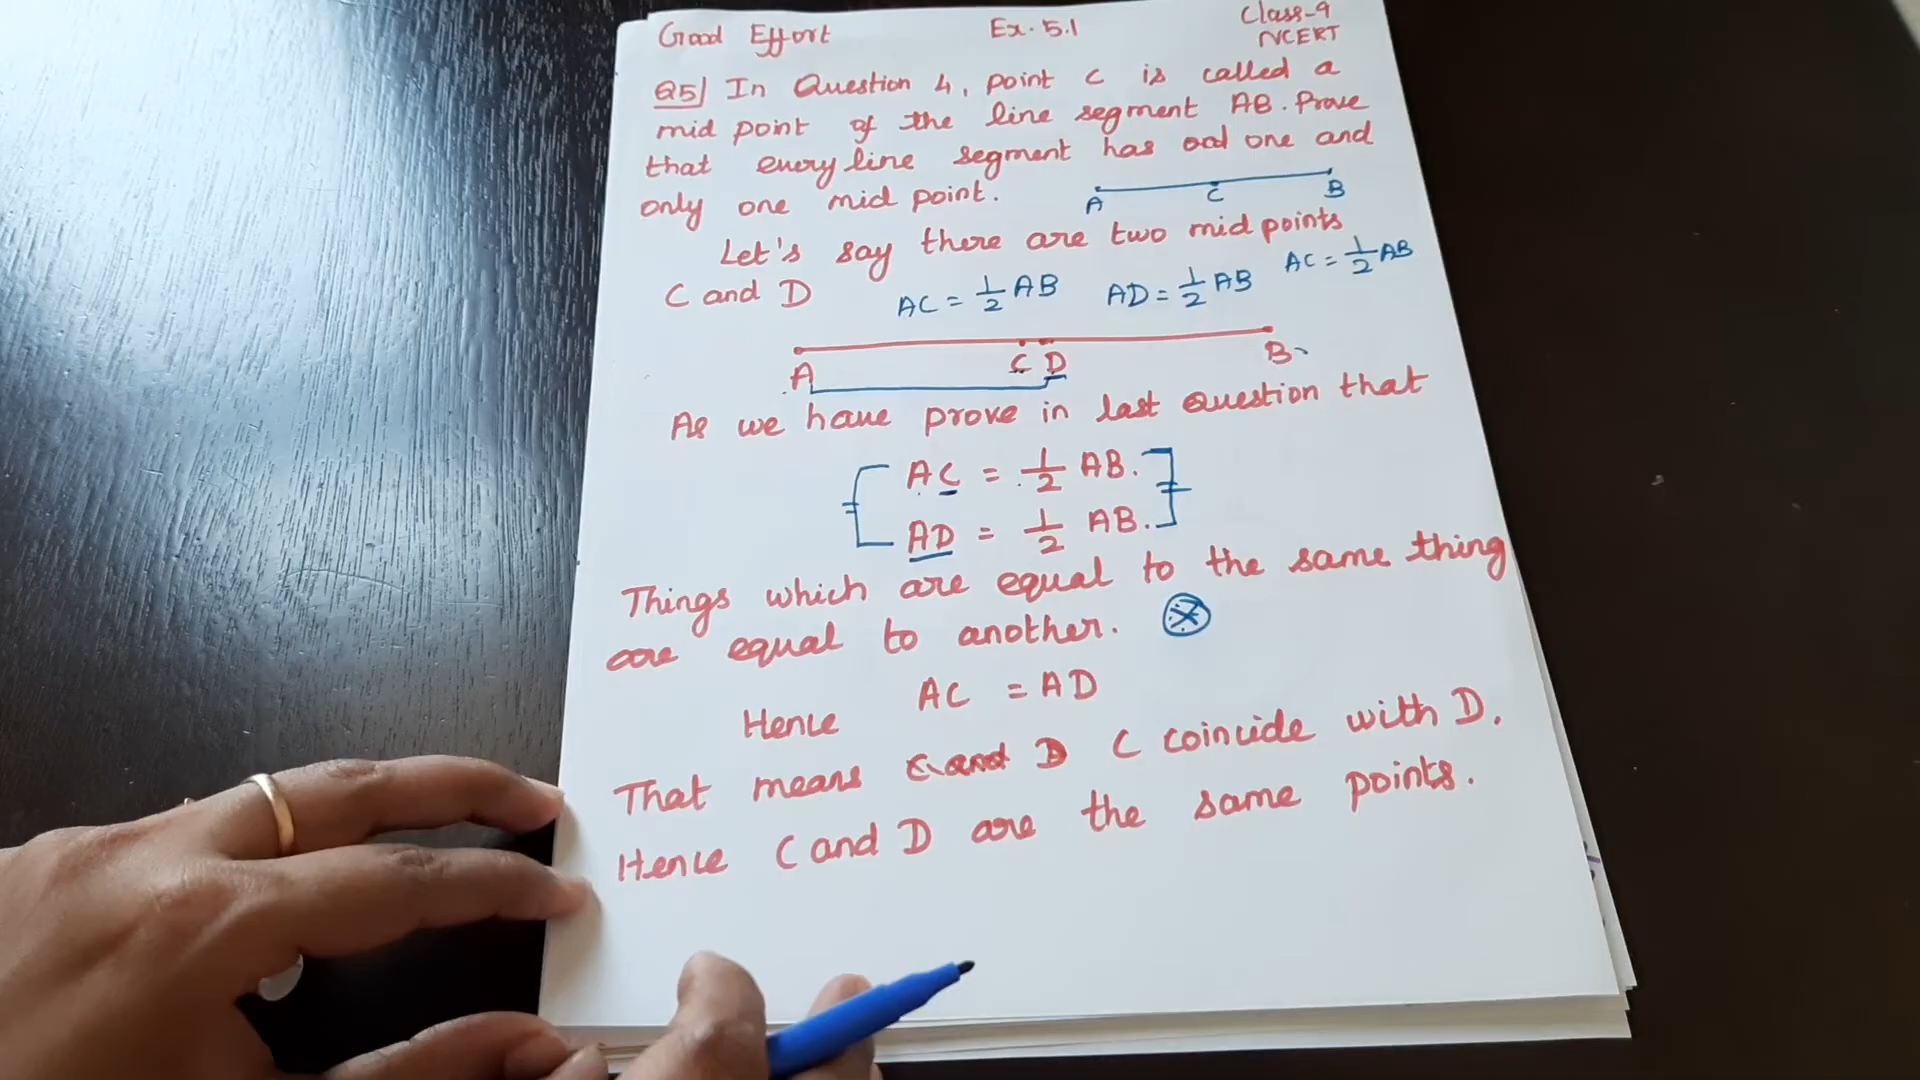 Good Effort Ex. 5.1 Class-9
NCERT
Q5/ In Question 4, point C is called a
mid point of the line segment AB. Prove
that every line segment has one and
only one mid point.
A C B
Let's say there are two mid points
C and D AC = 1/2 AB AD = 1/2 AB AC = 1/2 AB
A C D B
As we have prove in last question that
AC = 1/2 AB.
AD = 1/2 AB.
Things which are equal to the same thing
are equal to another.
Hence AC = AD
That means C and D C coincide with D.
Hence C and D are the same points.